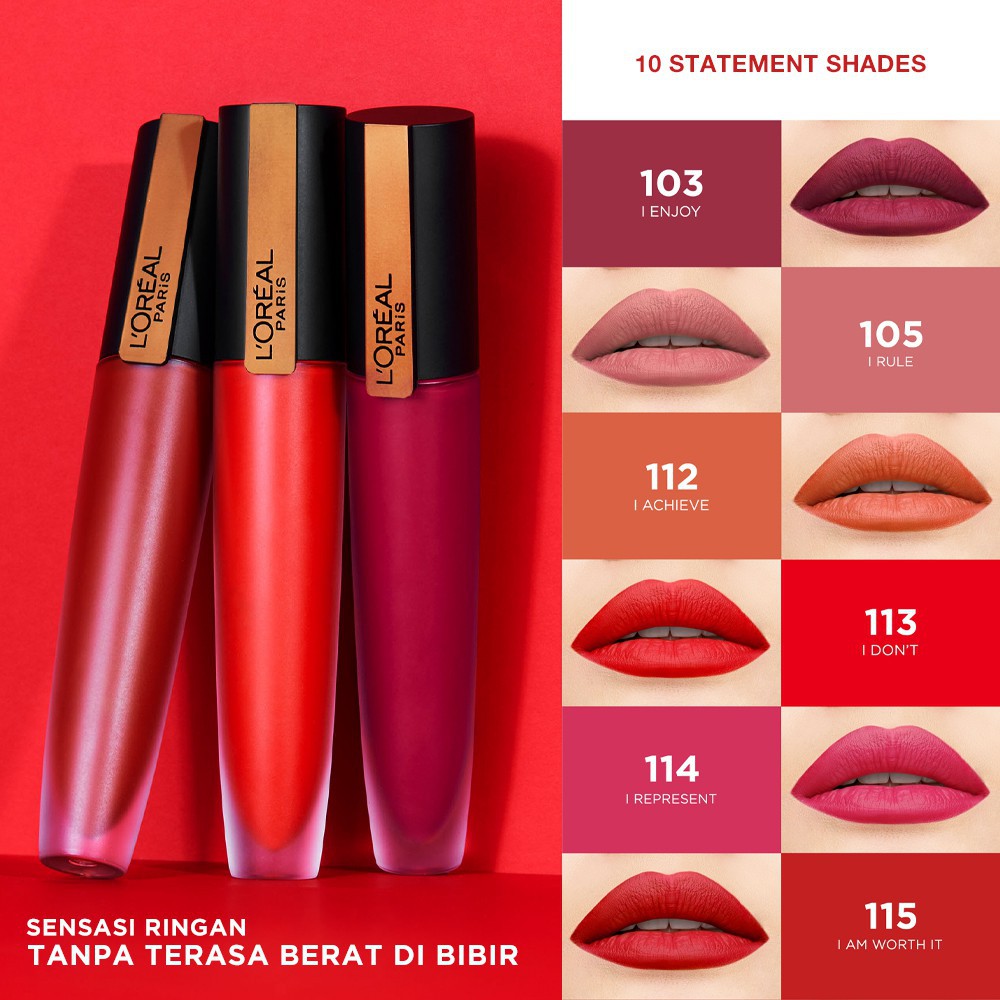 L'ORÉAL
PARiS
L'ORÉAL
PARiS
L'ORÉAL
PARiS
SENSASI RINGAN
TANPA TERASA BERAT DI BIBIR
10 STATEMENT SHADES
103
I ENJOY
105
I RULE
112
I ACHIEVE
113
I DON'T
114
I REPRESENT
115
I AM WORTH IT